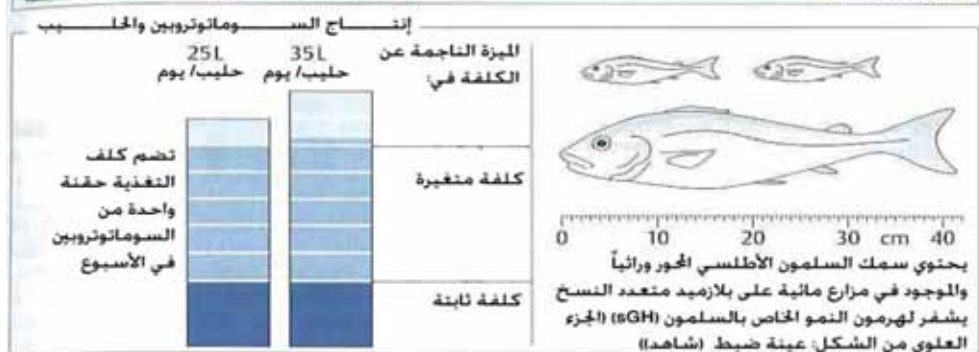 إنتـــــاج الســـــوماتوتروبين والحلـــــيب
الميزة الناجمة عن
الكلفة في:
35L
حليب/ يوم
25L
حليب/ يوم
كلفة متغيرة
كلفة ثابتة
تضم كلف
التغذية حقنة
واحدة من
السوماتوتروبين
في الأسبوع
0 10 20 30 cm 40
يحتوي سمك السلمون الأطلسي المحور وراثياً
والموجود في مزارع مائية على بلازميد متعدد النسخ
يشفر لهرمون النمو الخاص بالسلمون (sGH) (الجزء
العلوي من الشكل: عينة ضبط (شاهد))